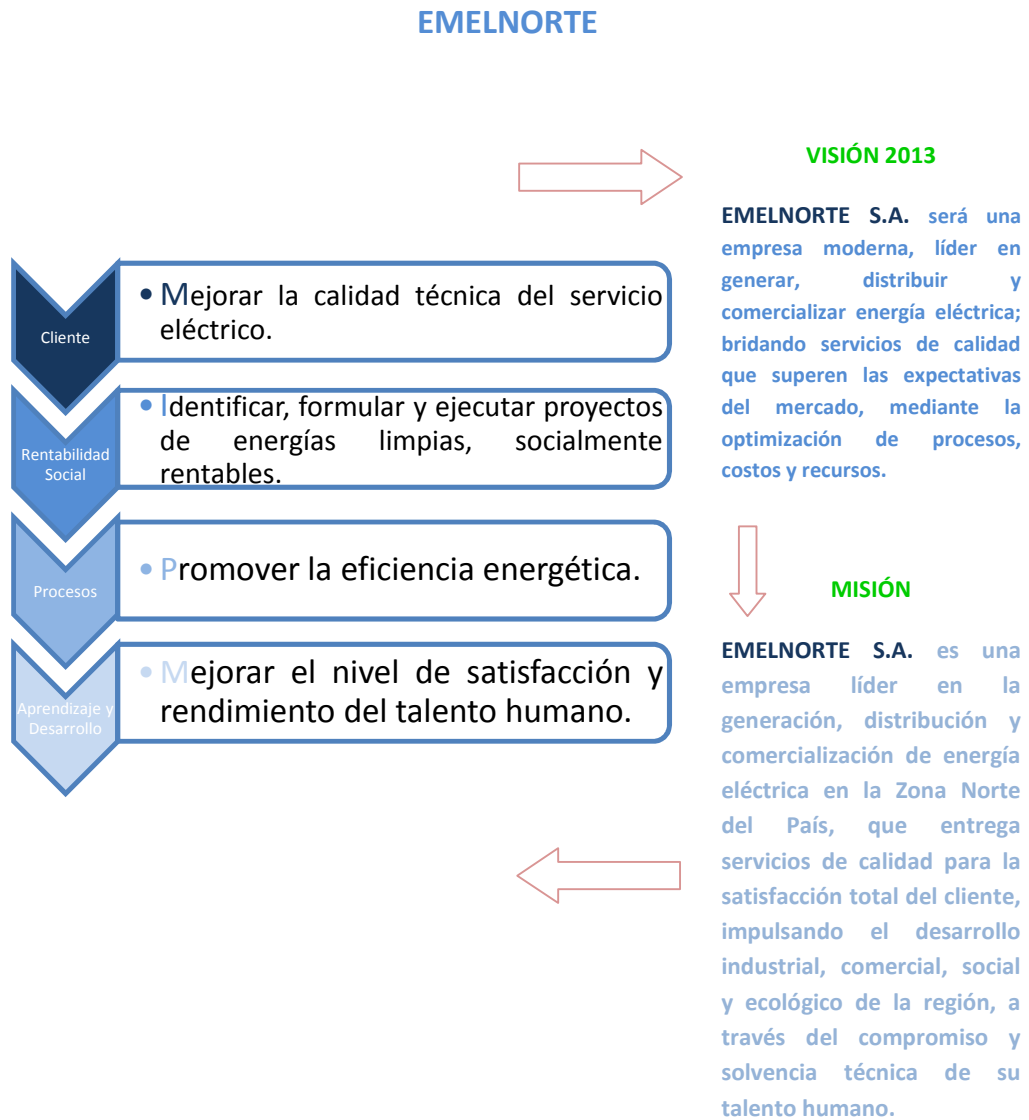 EMELNORTE
Cliente
• Mejorar la calidad técnica del servicio
eléctrico.
Rentabilidad
Social
• Identificar, formular y ejecutar proyectos
de energías limpias, socialmente
rentables.
Procesos
• Promover la eficiencia energética.
Aprendizaje y
Desarrollo
• Mejorar el nivel de satisfacción y
rendimiento del talento humano.
VISIÓN 2013
EMELNORTE S.A. será una
empresa moderna, líder en
generar, distribuir y
comercializar energía eléctrica;
bridando servicios de calidad
que superen las expectativas
del mercado, mediante la
optimización de procesos,
costos y recursos.
MISIÓN
EMELNORTE S.A. es una
empresa líder en la
generación, distribución y
comercialización de energía
eléctrica en la Zona Norte
del País, que entrega
servicios de calidad para la
satisfacción total del cliente,
impulsando el desarrollo
industrial, comercial, social
y ecológico de la región, a
través del compromiso y
solvencia técnica de su
talento humano.